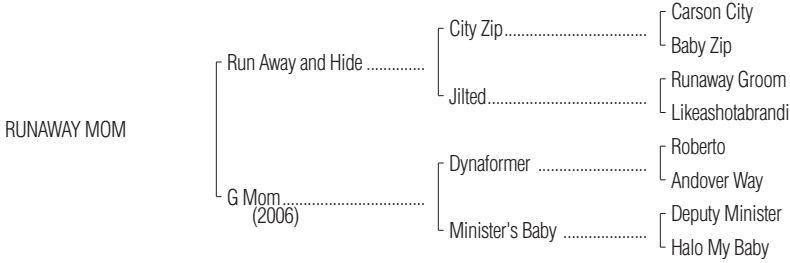 Carson City
City Zip..................................
Baby Zip
Run Away and Hide ..............
Runaway Groom
Jilted......................................
Likeashotabrandi
RUNAWAY MOM
Roberto
Dynaformer .........................
Andover Way
G Mom..................................
(2006)
Deputy Minister
Minister's Baby ...................
Halo My Baby